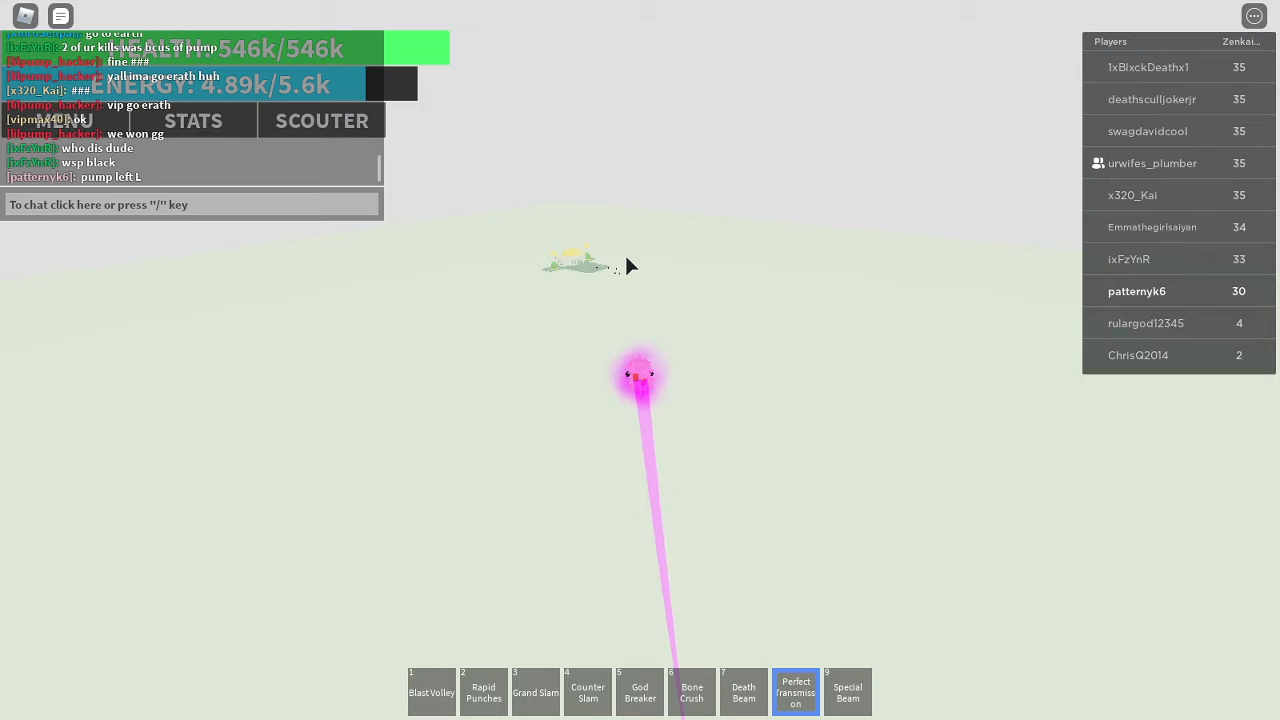 go to earth
[ixFzYnR]: 2 of ur kills was bcus of pump
HEALTH: 546k/546k
[lilpump_hacker]: fine ###
[lilpump_hacker]: yall ima go erath huh
[x320_Kai]: ###
ENERGY: 4.89k/5.6k
[lilpump_hacker]: vip go erath
[vipmax40]: ok
MENU
STATS
SCOUTER
[lilpump_hacker]: we won gg
[ixFzYnR]: who dis dude
[ixFzYnR]: wsp black
[patternyk6]: pump left L
To chat click here or press "/" key
Players Zenkai...
1xBlxckDeathx1 35
deathsculljokerjr 35
swagdavidcool 35
urwifes_plumber 35
x320_Kai 35
Emmathegirlsaiyan 34
ixFzYnR 33
patternyk6 30
rulargod12345 4
ChrisQ2014 2
1 Blast Volley
2 Rapid Punches
3 Grand Slam
4 Counter Slam
5 God Breaker
6 Bone Crush
7 Death Beam
Perfect Transmission
9 Special Beam